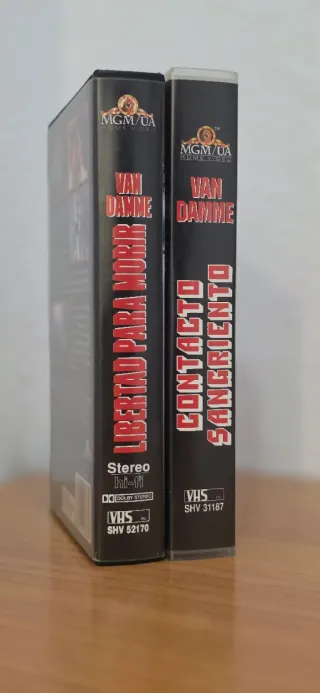 MGM/UA
HOME VIDEO
VAN
DAMME
LIBERTAD PARA MORIR
Stereo
hi-fi
DOLBY STEREO
VHS
SHV 52170
MGM/UA
HOME VIDEO
VAN
DAMME
CONTACTO
SANGRIENTO
VHS
SHV 31187